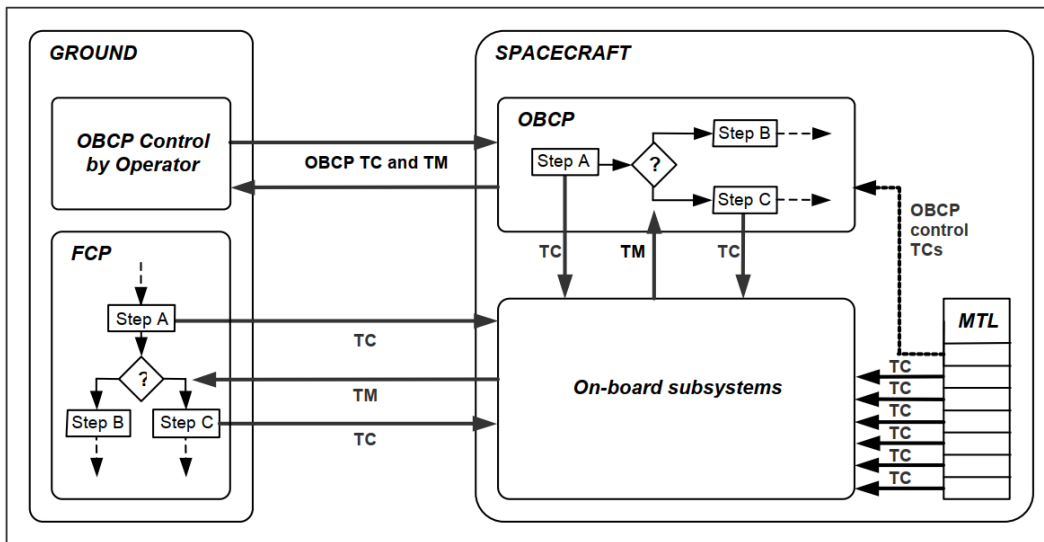 GROUND
OBCP Control
by Operator
OBCP TC and TM
FCP
Step A
?
Step B
Step C
TC
TM
TC
SPACECRAFT
OBCP
Step A
?
Step B
Step C
TC
TM
TC
On-board subsystems
OBCP
control
TCs
MTL
TC
TC
TC
TC
TC
TC